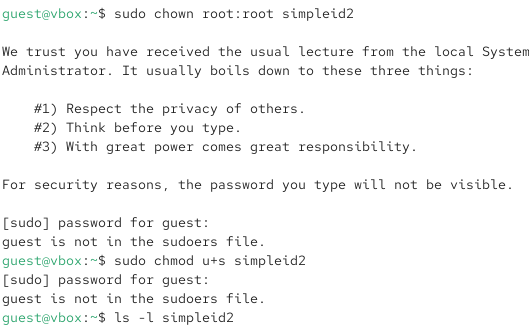 guest@vbox:~$ sudo chown root:root simpleid2
We trust you have received the usual lecture from the local System
Administrator. It usually boils down to these three things:
#1) Respect the privacy of others.
#2) Think before you type.
#3) With great power comes great responsibility.
For security reasons, the password you type will not be visible.
[sudo] password for guest:
guest is not in the sudoers file.
guest@vbox:~$ sudo chmod u+s simpleid2
[sudo] password for guest:
guest is not in the sudoers file.
guest@vbox:~$ ls -l simpleid2